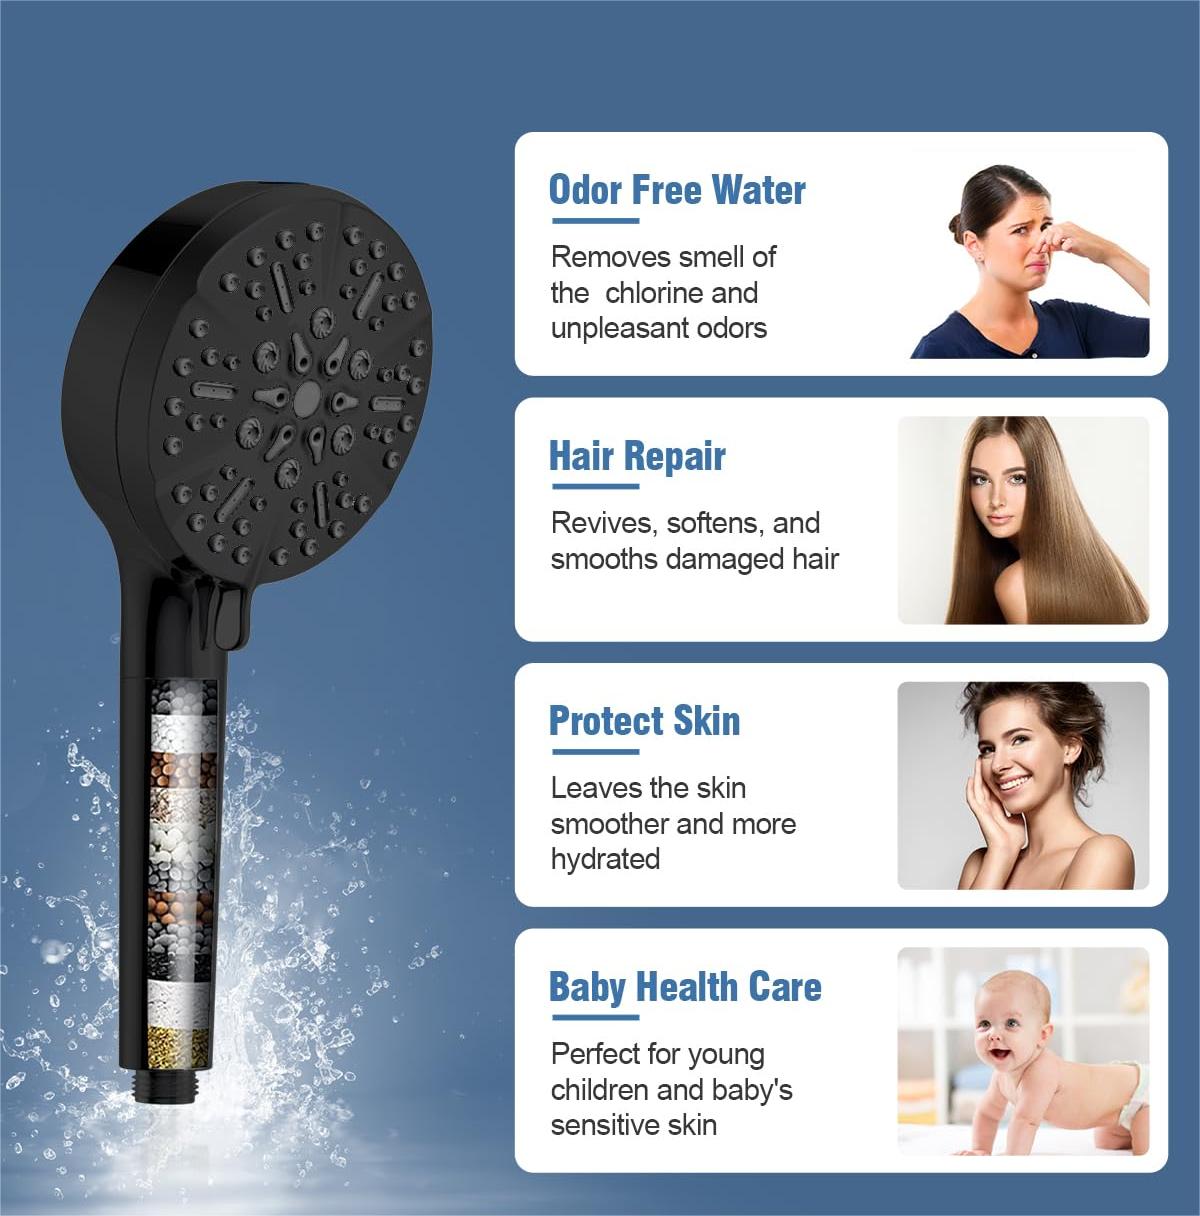 Odor Free Water
Removes smell of
the  chlorine and
unpleasant odors
Hair Repair
Revives, softens, and
smooths damaged hair
Protect Skin
Leaves the skin
smoother and more
hydrated
Baby Health Care
Perfect for young
children and baby's
sensitive skin